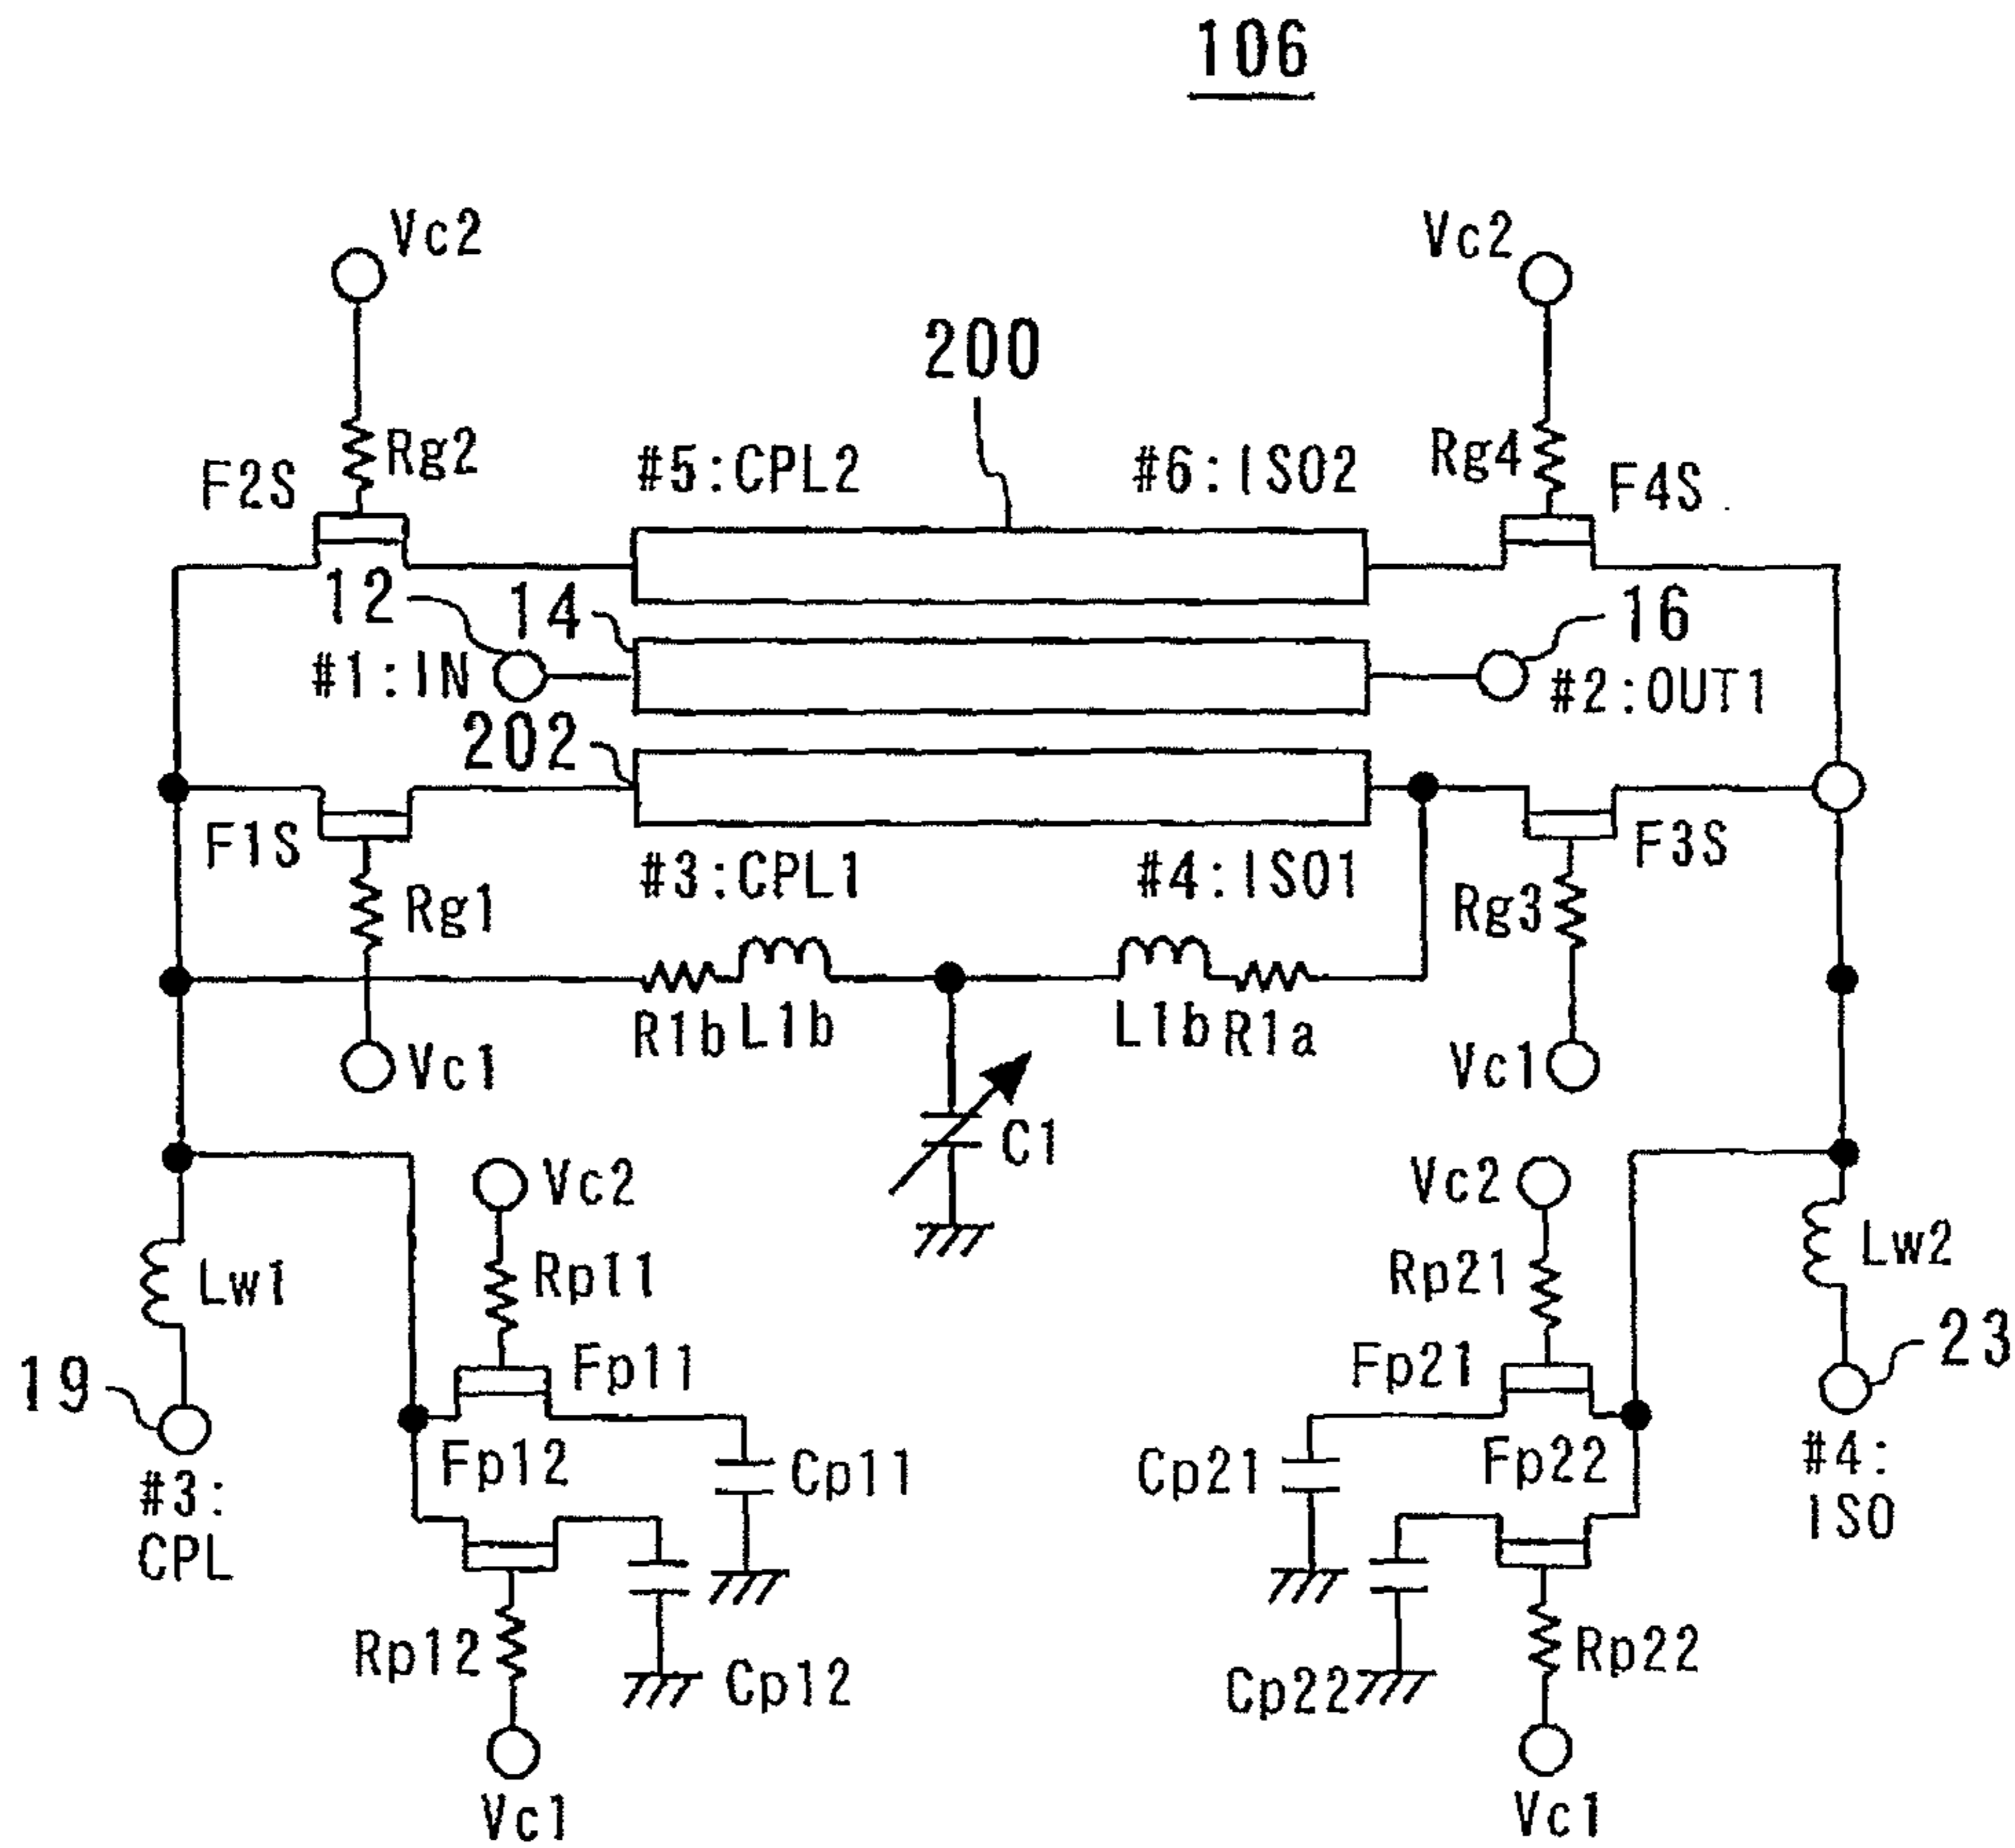 106
Vc2
Vc2
200
Rg2
#5:CPL2
#6:ISO2
Rg4
F2S
F4S
12
14
16
#1:IN
#2:OUT1
202
F1S
#3:CPL1
#4:ISO1
F3S
Rg1
Rg3
R1b
L1b
L1b
R1a
Vc1
Vc1
C1
Vc2
Vc2
Lw1
Rp11
Rp21
Lw2
19
Fp11
Fp21
23
#3:
CPL
Fp12
Cp11
Cp21
Fp22
#4:
ISO
Rp12
Cp12
Cp22
Rp22
Vc1
Vc1